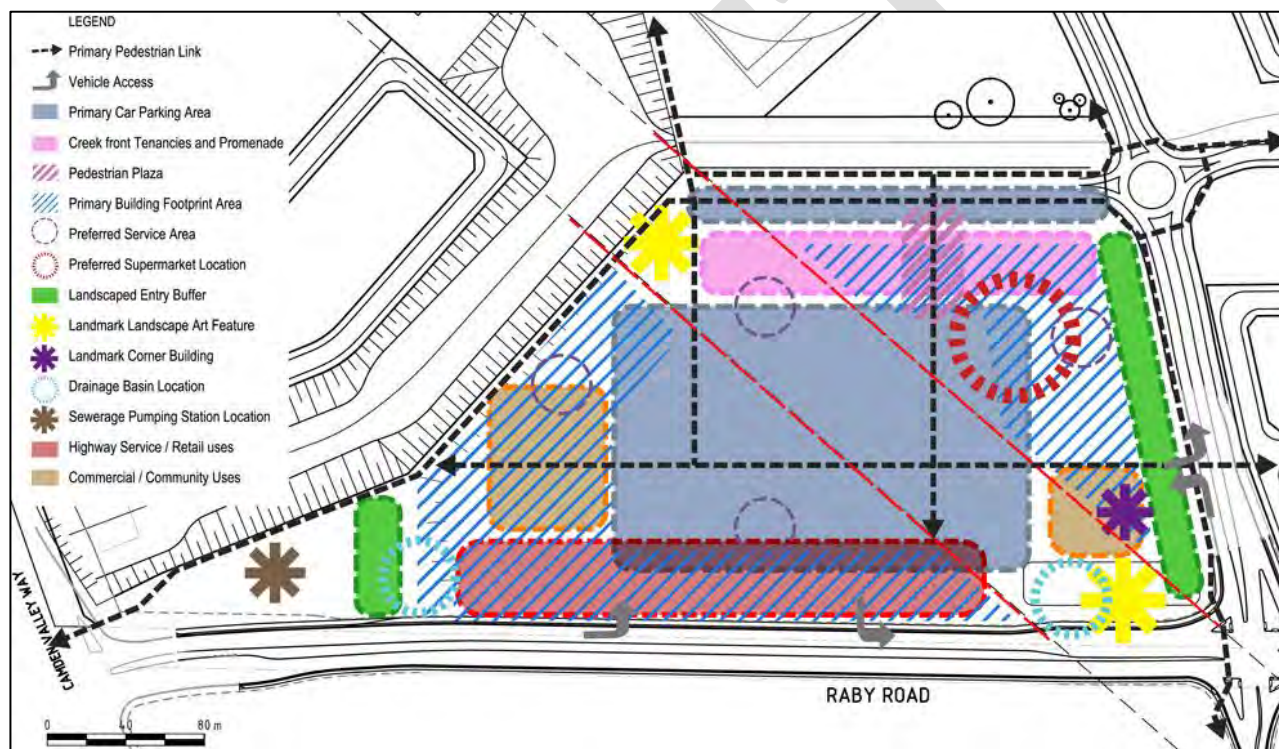 LEGEND
Primary Pedestrian Link
Vehicle Access
Primary Car Parking Area
Creek front Tenancies and Promenade
Pedestrian Plaza
Primary Building Footprint Area
Preferred Service Area
Preferred Supermarket Location
Landscaped Entry Buffer
Landmark Landscape Art Feature
Landmark Corner Building
Drainage Basin Location
Sewerage Pumping Station Location
Highway Service / Retail uses
Commercial / Community Uses
CAMDEN VALLEY WAY
RABY ROAD
0 40 80 m